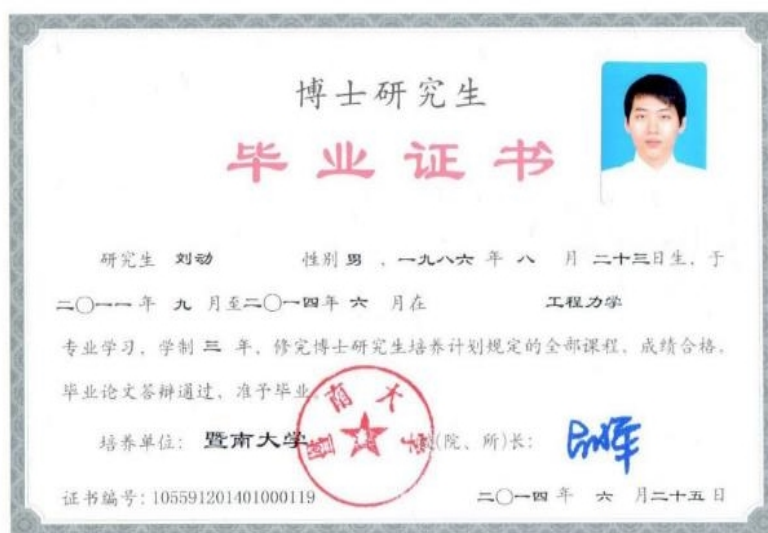 博士研究生
毕业证书
研究生 刘动 性别 男 ，一九八六 年 八 月 二十三日生，于
二〇一一年 九 月至二〇一四年 六 月在 工程力学
专业学习，学制 三 年，修完博士研究生培养计划规定的全部课程，成绩合格，
毕业论文答辩通过，准予毕业。
暨南大学
培养单位：暨南大学 (院、所)长：
证书编号：105591201401000119 二〇一四 年 六 月二十五日